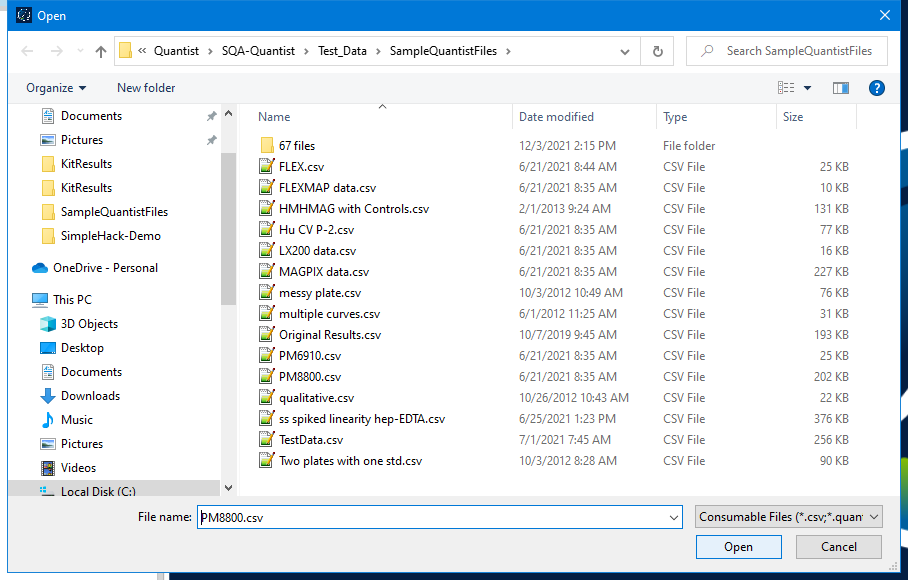 Open
« Quantist › SQA-Quantist › Test_Data › SampleQuantistFiles ›
Search SampleQuantistFiles
Organize New folder
?
Documents
Pictures
KitResults
KitResults
SampleQuantistFiles
SimpleHack-Demo
OneDrive - Personal
This PC
3D Objects
Desktop
Documents
Downloads
Music
Pictures
Videos
Local Disk (C:)
Name Date modified Type Size
67 files 12/3/2021 2:15 PM File folder
FLEX.csv 6/21/2021 8:44 AM CSV File 25 KB
FLEXMAP data.csv 6/21/2021 8:35 AM CSV File 10 KB
HMHMAG with Controls.csv 2/1/2013 9:24 AM CSV File 131 KB
Hu CV P-2.csv 6/21/2021 8:35 AM CSV File 77 KB
LX200 data.csv 6/21/2021 8:35 AM CSV File 16 KB
MAGPIX data.csv 6/21/2021 8:35 AM CSV File 227 KB
messy plate.csv 10/3/2012 10:49 AM CSV File 76 KB
multiple curves.csv 6/1/2012 11:25 AM CSV File 31 KB
Original Results.csv 10/7/2019 9:45 AM CSV File 193 KB
PM6910.csv 6/21/2021 8:35 AM CSV File 25 KB
PM8800.csv 6/21/2021 8:35 AM CSV File 202 KB
qualitative.csv 10/26/2012 10:43 AM CSV File 22 KB
ss spiked linearity hep-EDTA.csv 6/25/2021 1:23 PM CSV File 376 KB
TestData.csv 7/1/2021 7:45 AM CSV File 256 KB
Two plates with one std.csv 10/3/2012 8:28 AM CSV File 90 KB
File name: PM8800.csv Consumable Files (*.csv;*.quan
Open Cancel